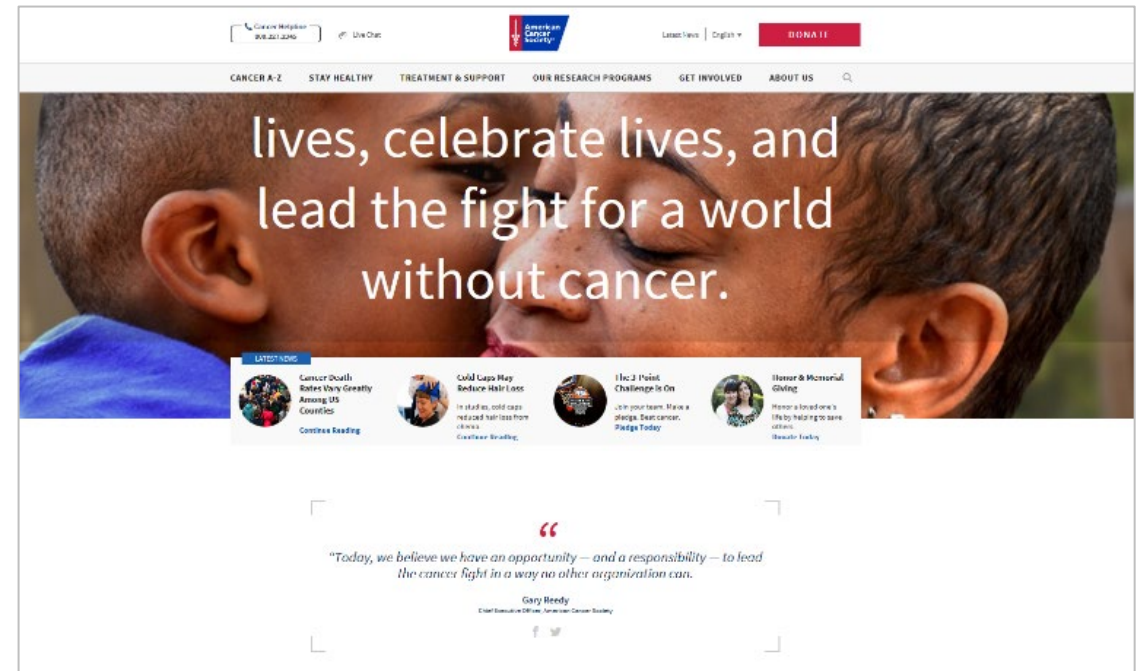 Cancer Helpline
800.227.2345
Live Chat
American
Cancer
Society®
Latest News
English
DONATE
CANCER A-Z
STAY HEALTHY
TREATMENT & SUPPORT
OUR RESEARCH PROGRAMS
GET INVOLVED
ABOUT US
lives, celebrate lives, and
lead the fight for a world
without cancer.
LATEST NEWS
Cancer Death
Rates Vary Greatly
Among US
Counties
Continue Reading
Cold Caps May
Reduce Hair Loss
In studies, cold caps
reduced hair loss from
chemo.
Continue Reading
The 3-Point
Challenge Is On
Join your team. Make a
pledge. Beat cancer.
Pledge Today
Honor & Memorial
Giving
Honor a loved one's
life by helping to save
others.
Donate Today
“
“Today, we believe we have an opportunity — and a responsibility — to lead
the cancer fight in a way no other organization can.
Gary Reedy
Chief Executive Officer, American Cancer Society